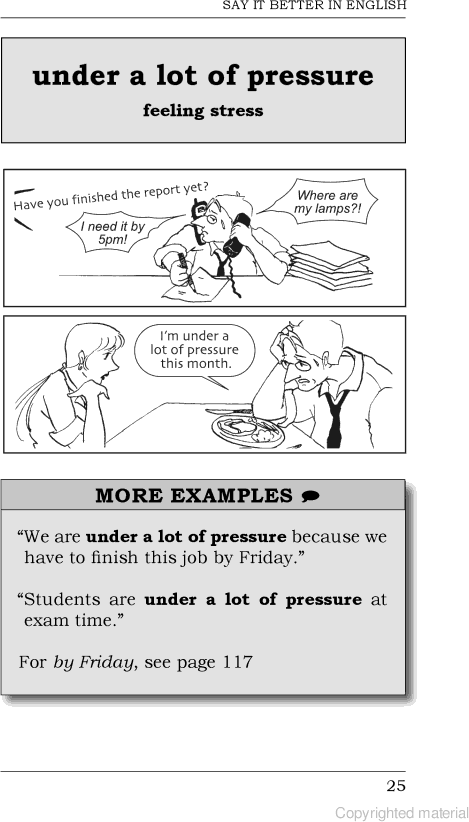 SAY IT BETTER IN ENGLISH
under a lot of pressure
feeling stress
Have you finished the report yet?
Where are
my lamps?!
I need it by
5pm!
I'm under a
lot of pressure
this month.
MORE EXAMPLES
“We are under a lot of pressure because we
have to finish this job by Friday.”
“Students are under a lot of pressure at
exam time.”
For by Friday, see page 117
25
Copyrighted material